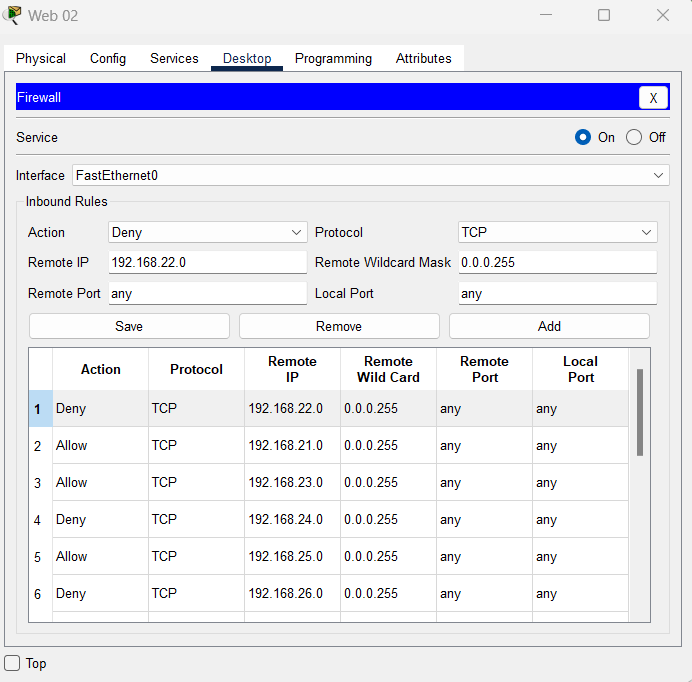 Web 02
Physical Config Services Desktop Programming Attributes
Firewall X
Service On Off
Interface FastEthernet0
Inbound Rules
Action Deny Protocol TCP
Remote IP 192.168.22.0 Remote Wildcard Mask 0.0.0.255
Remote Port any Local Port any
Save Remove Add
Action Protocol Remote IP Remote Wild Card Remote Port Local Port
1 Deny TCP 192.168.22.0 0.0.0.255 any any
2 Allow TCP 192.168.21.0 0.0.0.255 any any
3 Allow TCP 192.168.23.0 0.0.0.255 any any
4 Deny TCP 192.168.24.0 0.0.0.255 any any
5 Allow TCP 192.168.25.0 0.0.0.255 any any
6 Deny TCP 192.168.26.0 0.0.0.255 any any
Top